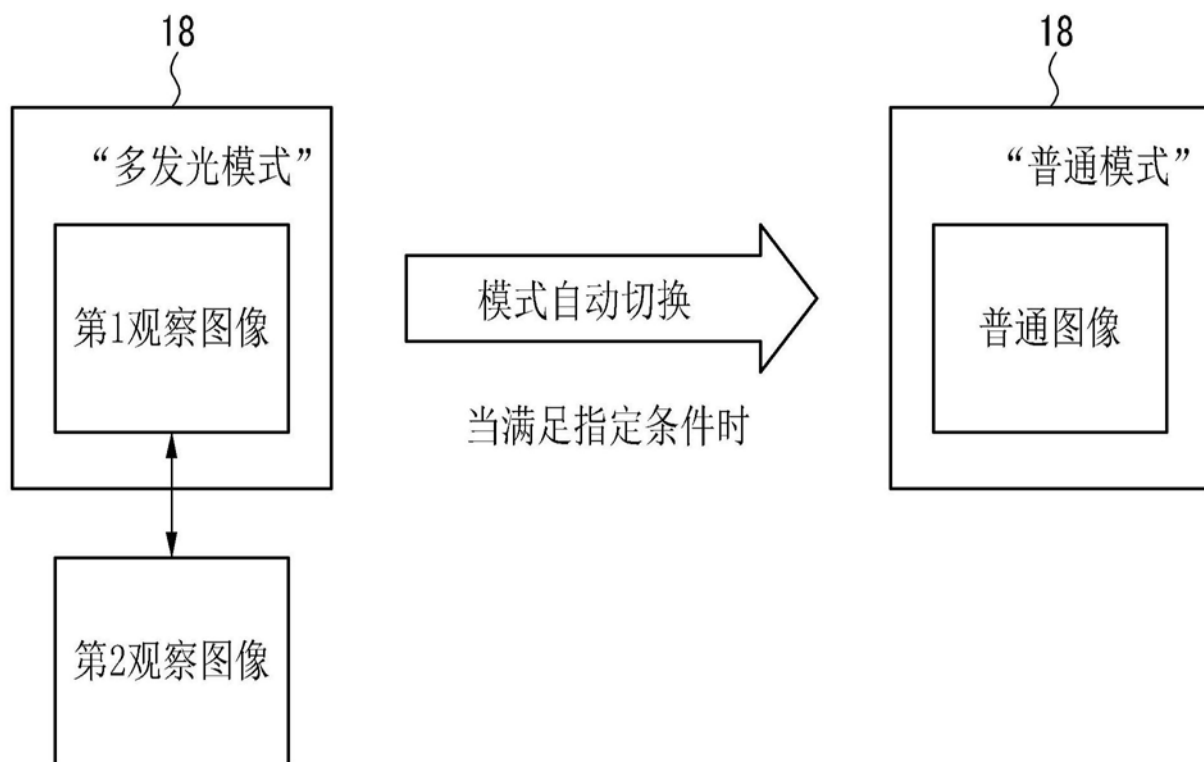 18
18
“多发光模式”
“普通模式”
第1观察图像
模式自动切换
普通图像
当满足指定条件时
第2观察图像